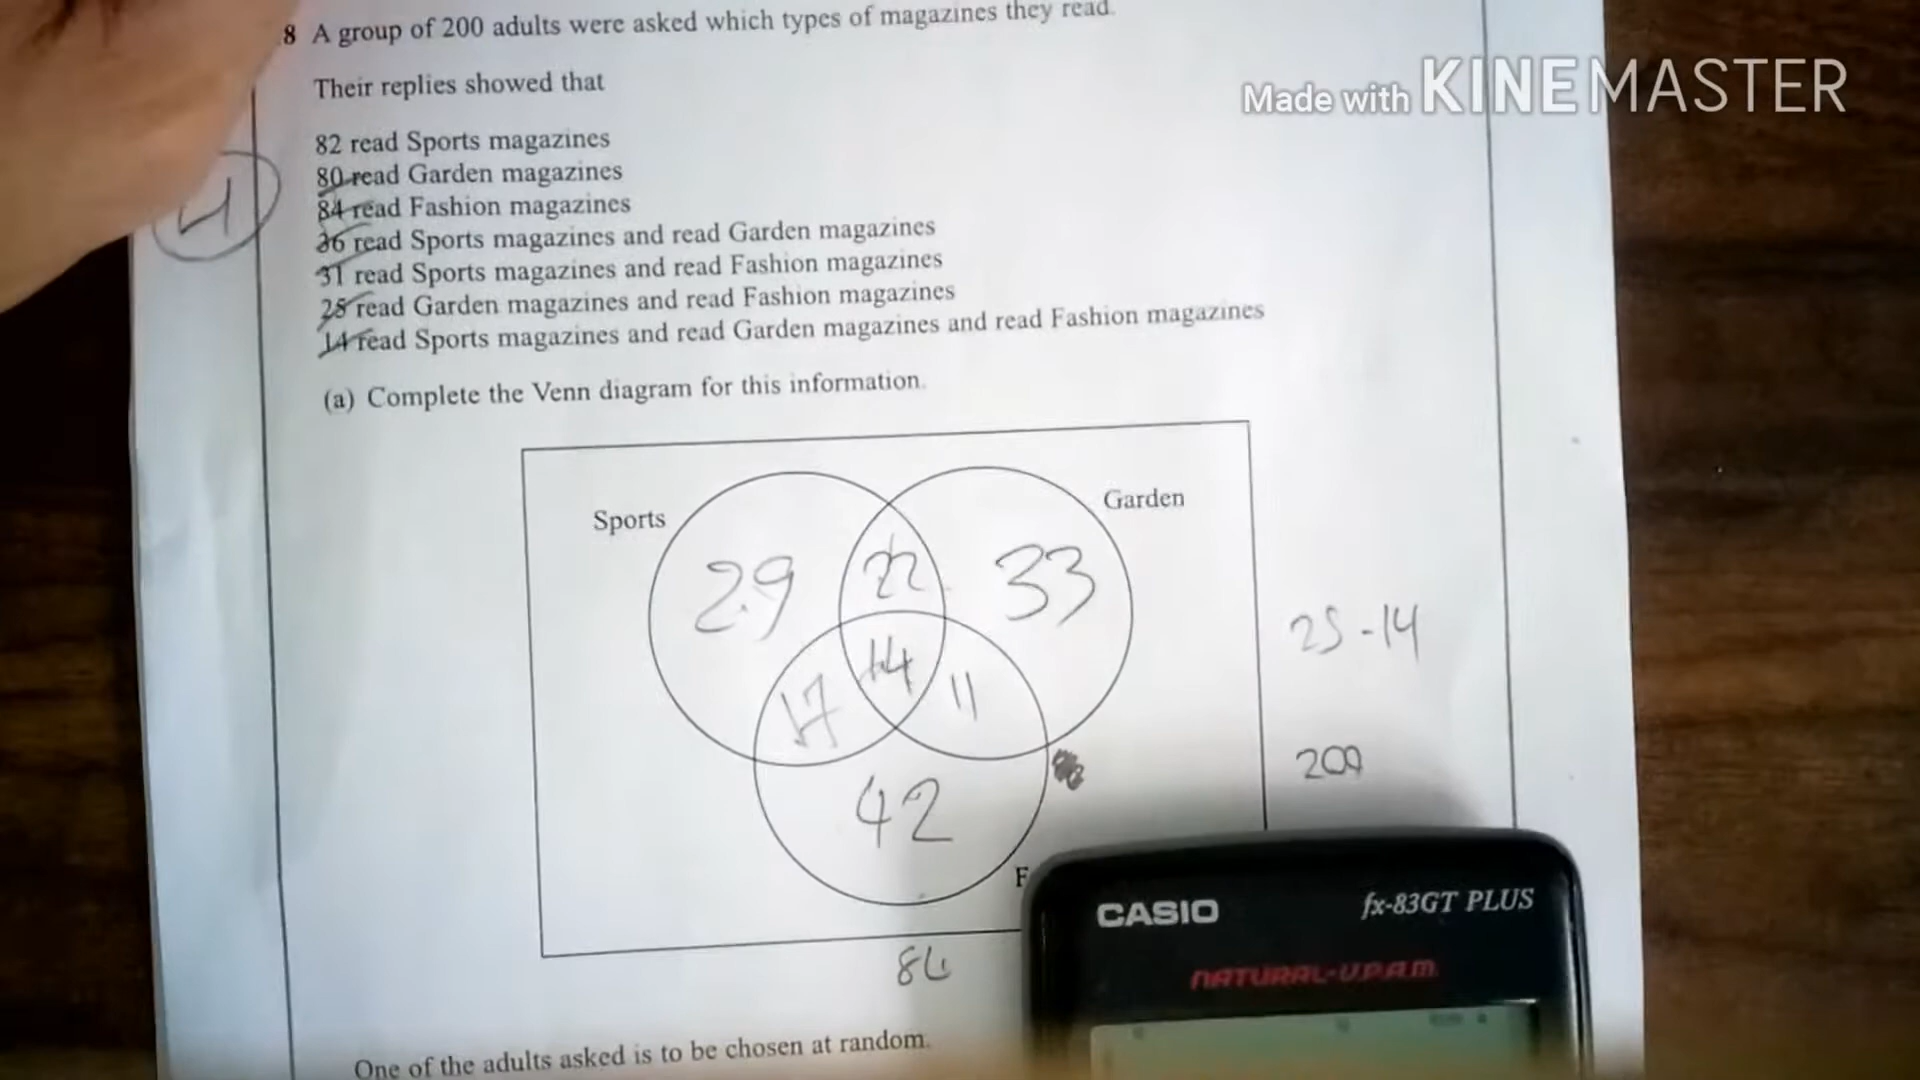 8 A group of 200 adults were asked which types of magazines they read.
Made with KINEMASTER
Their replies showed that
82 read Sports magazines
80 read Garden magazines
84 read Fashion magazines
36 read Sports magazines and read Garden magazines
31 read Sports magazines and read Fashion magazines
25 read Garden magazines and read Fashion magazines
14 read Sports magazines and read Garden magazines and read Fashion magazines
4
(a) Complete the Venn diagram for this information.
Sports
Garden
29
22
33
25-14
14
17
11
200
42
F
CASIO
fx-83GT PLUS
84
NATURAL-V.P.A.M.
One of the adults asked is to be chosen at random.